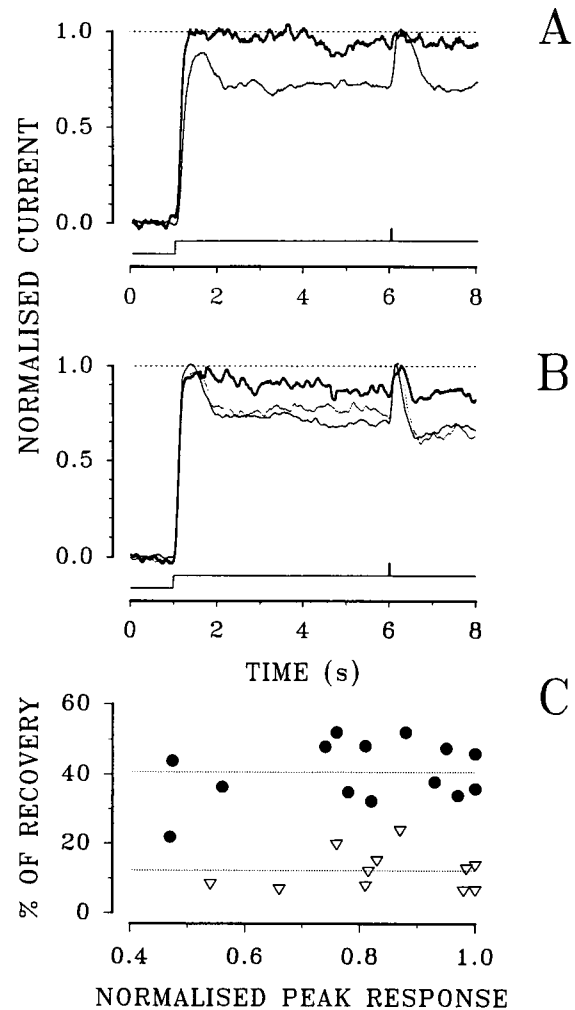 A
1.0
0.5
0.0
0 2 4 6 8
NORMALISED CURRENT
B
1.0
0.5
0.0
0 2 4 6 8
TIME (s)
C
60
40
20
0
% OF RECOVERY
0.4 0.6 0.8 1.0
NORMALISED PEAK RESPONSE